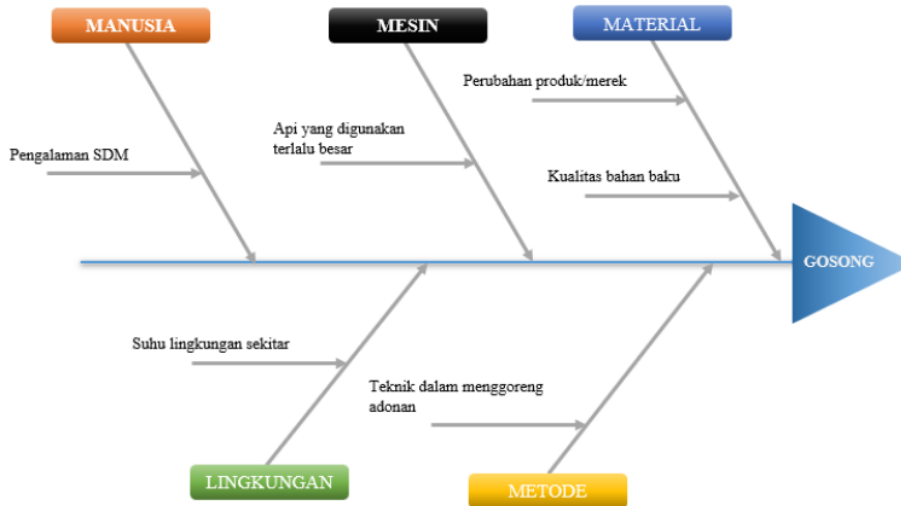 MANUSIA
MESIN
MATERIAL
Perubahan produk/merek
Api yang digunakan
terlalu besar
Pengalaman SDM
Kualitas bahan baku
GOSONG
Suhu lingkungan sekitar
Teknik dalam menggoreng
adonan
LINGKUNGAN
METODE